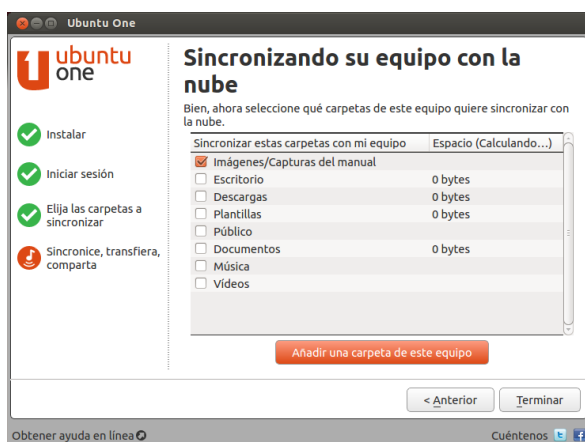 Ubuntu One
ubuntu
one
Instalar
Iniciar sesión
Elija las carpetas a
sincronizar
Sincronice, transfiera,
comparta
Sincronizando su equipo con la
nube
Bien, ahora seleccione qué carpetas de este equipo quiere sincronizar con
la nube.
Sincronizar estas carpetas con mi equipo Espacio (Calculando...)
Imágenes/Capturas del manual
Escritorio 0 bytes
Descargas 0 bytes
Plantillas 0 bytes
Público
Documentos 0 bytes
Música
Vídeos
Añadir una carpeta de este equipo
< Anterior Terminar
Obtener ayuda en línea Cuéntenos